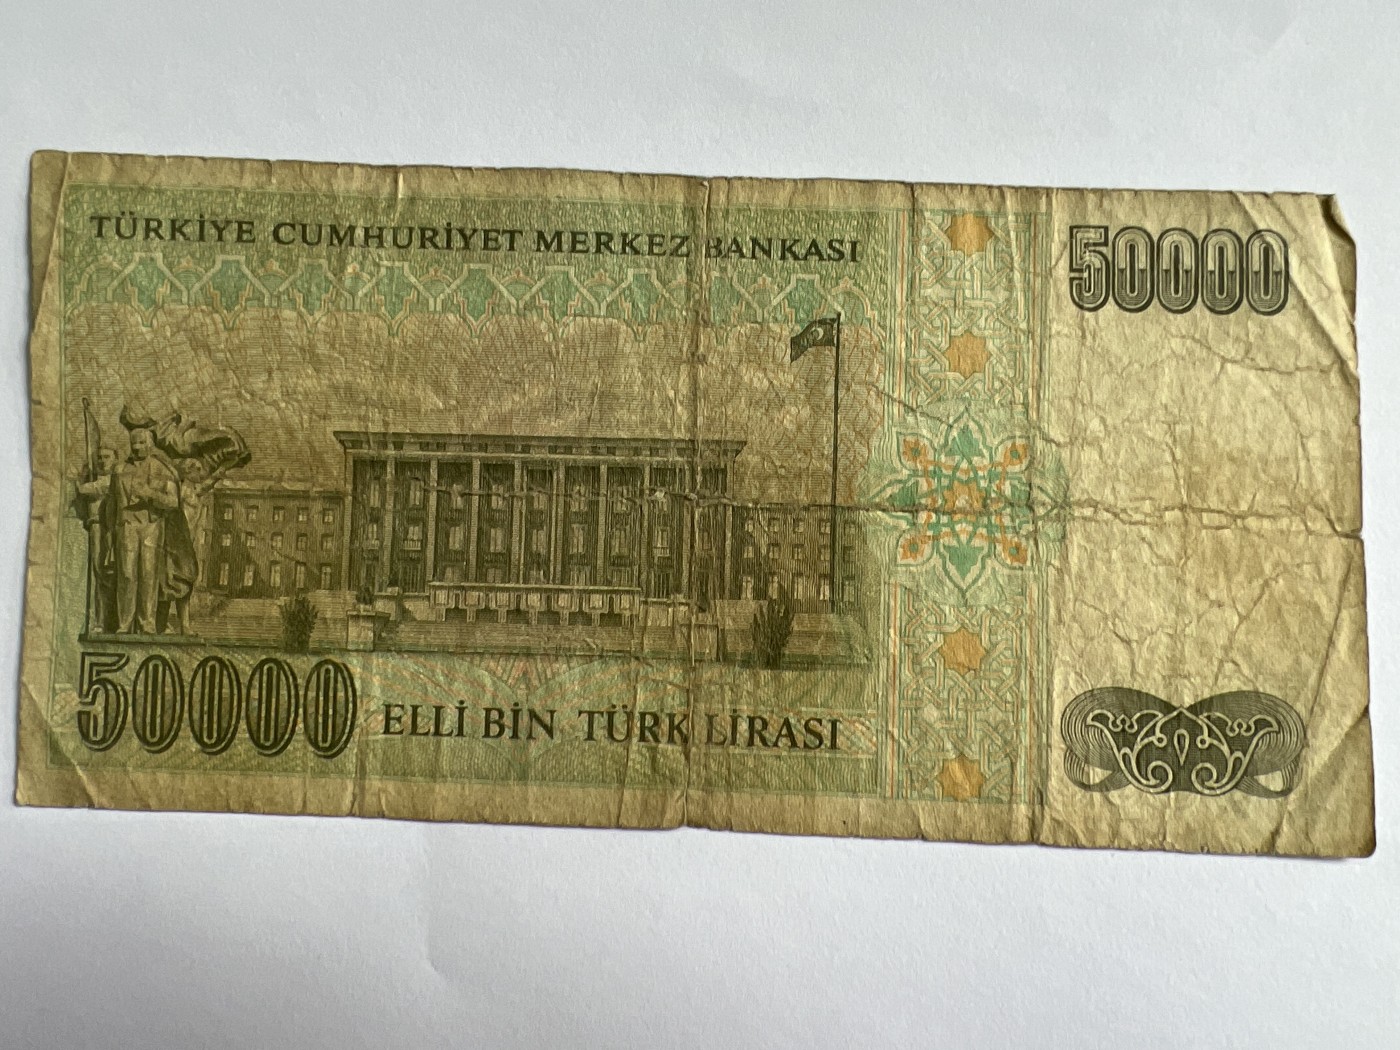 TÜRKİYE CUMHURİYET MERKEZ BANKASI
50000
50000
ELLİ BİN TÜRK LİRASI